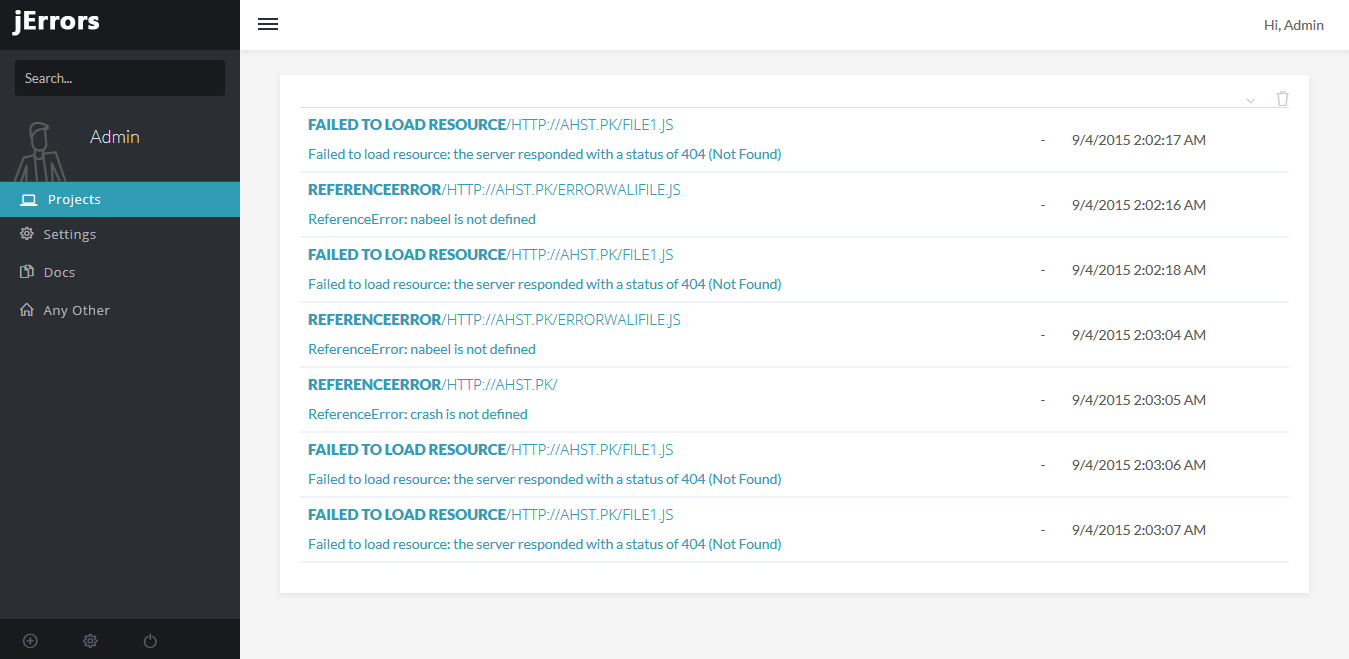 jErrors
Hi, Admin
Search...
Admin
Projects
Settings
Docs
Any Other
FAILED TO LOAD RESOURCE/HTTP://AHST.PK/FILE1.JS
Failed to load resource: the server responded with a status of 404 (Not Found)
- 9/4/2015 2:02:17 AM
REFERENCEERROR/HTTP://AHST.PK/ERRORWALIFILE.JS
ReferenceError: nabeel is not defined
- 9/4/2015 2:02:16 AM
FAILED TO LOAD RESOURCE/HTTP://AHST.PK/FILE1.JS
Failed to load resource: the server responded with a status of 404 (Not Found)
- 9/4/2015 2:02:18 AM
REFERENCEERROR/HTTP://AHST.PK/ERRORWALIFILE.JS
ReferenceError: nabeel is not defined
- 9/4/2015 2:03:04 AM
REFERENCEERROR/HTTP://AHST.PK/
ReferenceError: crash is not defined
- 9/4/2015 2:03:05 AM
FAILED TO LOAD RESOURCE/HTTP://AHST.PK/FILE1.JS
Failed to load resource: the server responded with a status of 404 (Not Found)
- 9/4/2015 2:03:06 AM
FAILED TO LOAD RESOURCE/HTTP://AHST.PK/FILE1.JS
Failed to load resource: the server responded with a status of 404 (Not Found)
- 9/4/2015 2:03:07 AM